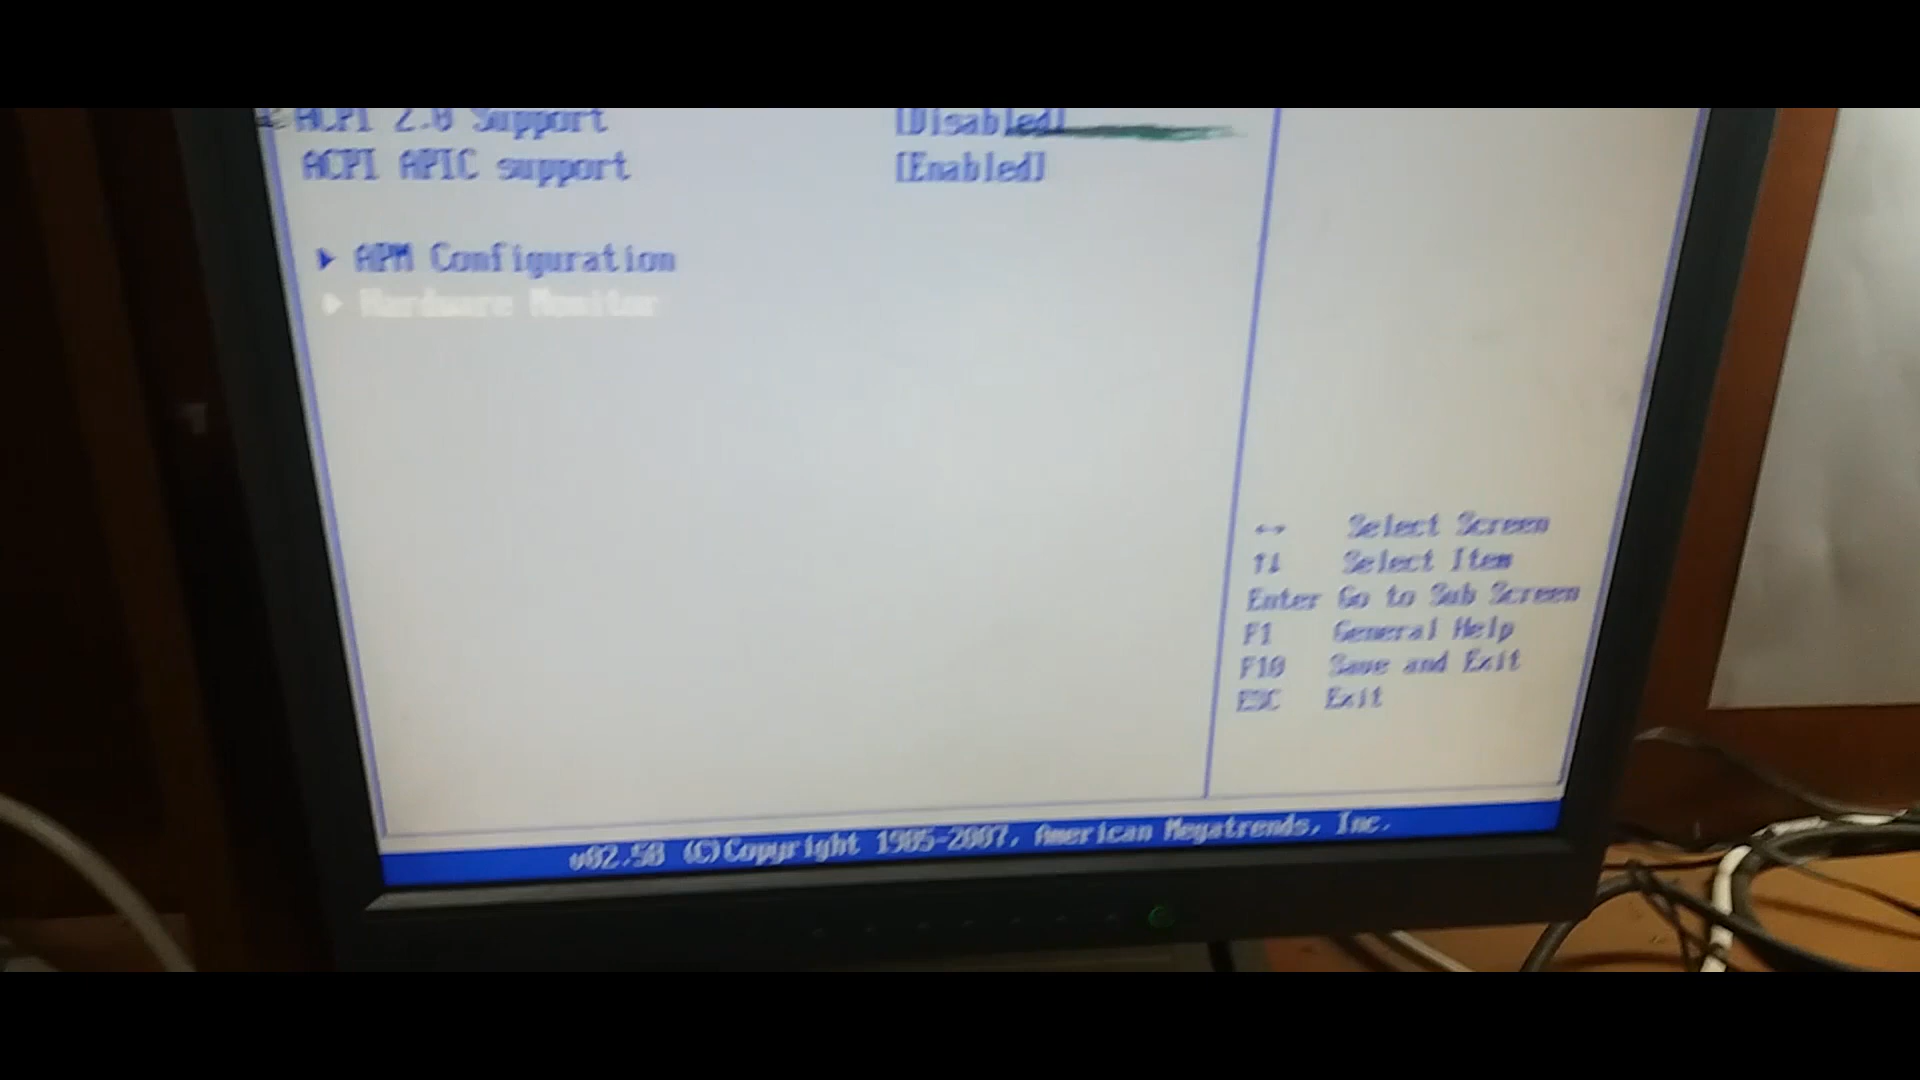 ACPI 2.0 Support [Disabled]
ACPI APIC support [Enabled]
▶ APM Configuration
▶ Hardware Monitor
↔ Select Screen
↑↓ Select Item
Enter Go to Sub Screen
F1 General Help
F10 Save and Exit
ESC Exit
v02.58 (C)Copyright 1985-2007, American Megatrends, Inc.